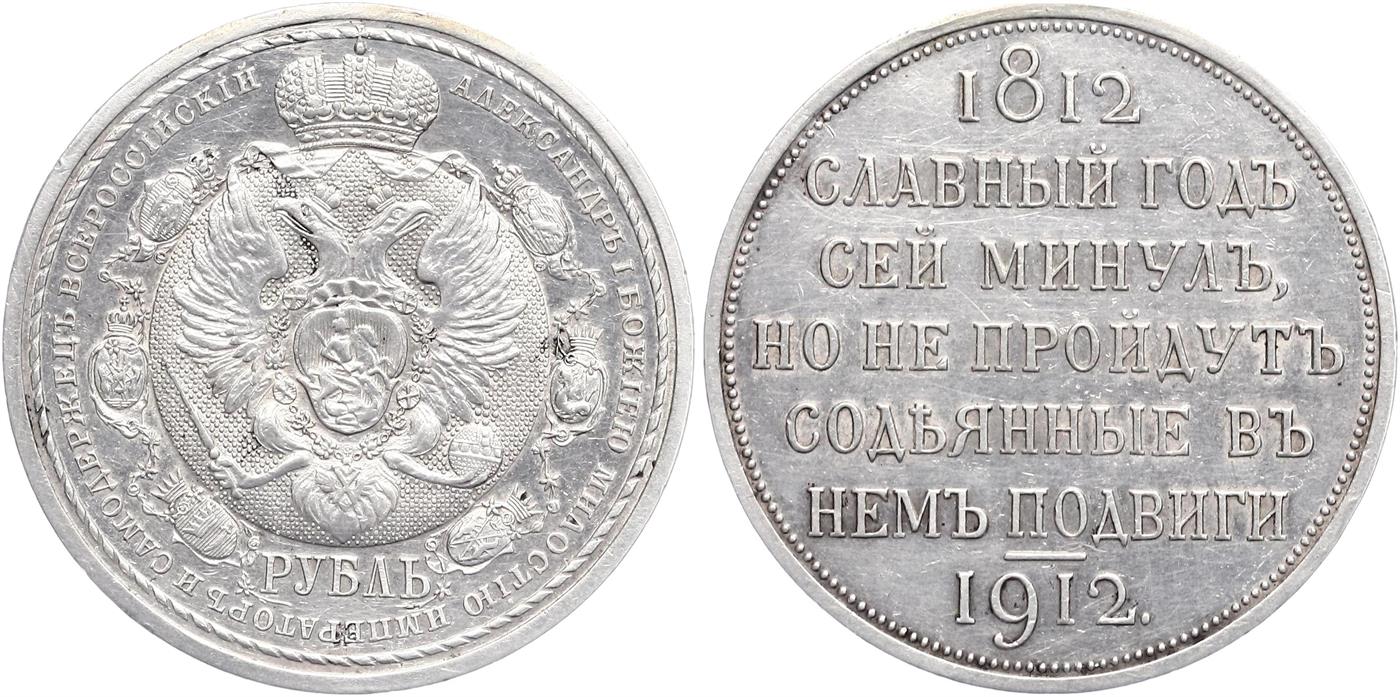 АЛЕКСАНДРЪ I БОЖІЮ МИЛОСТІЮ ИМПЕРАТОРЪ И САМОДЕРЖЕЦЪ ВСЕРОССІЙСКІЙ
РУБЛЬ
1812
СЛАВНЫЙ ГОДЪ
СЕЙ МИНУЛЪ,
НО НЕ ПРОЙДУТЪ
СОДѢЯННЫЕ ВЪ
НЕМЪ ПОДВИГИ
1912.